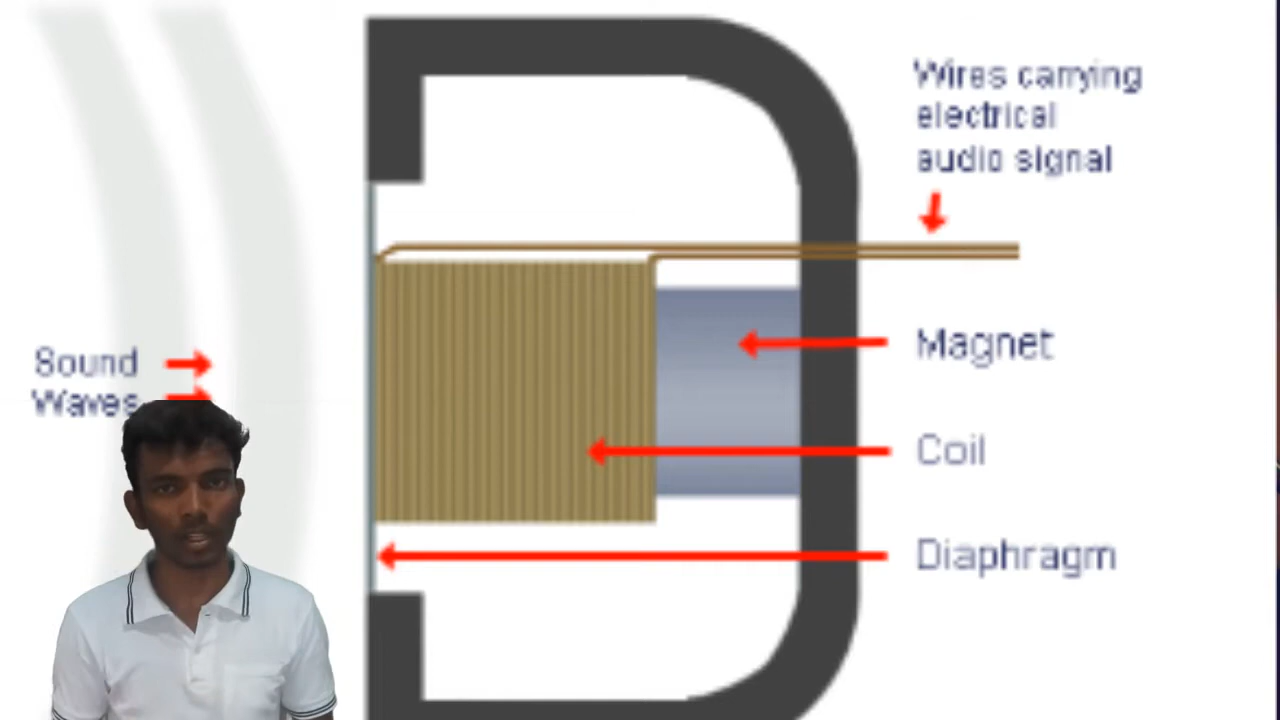 Wires carrying
electrical
audio signal
Sound
Waves
Magnet
Coil
Diaphragm